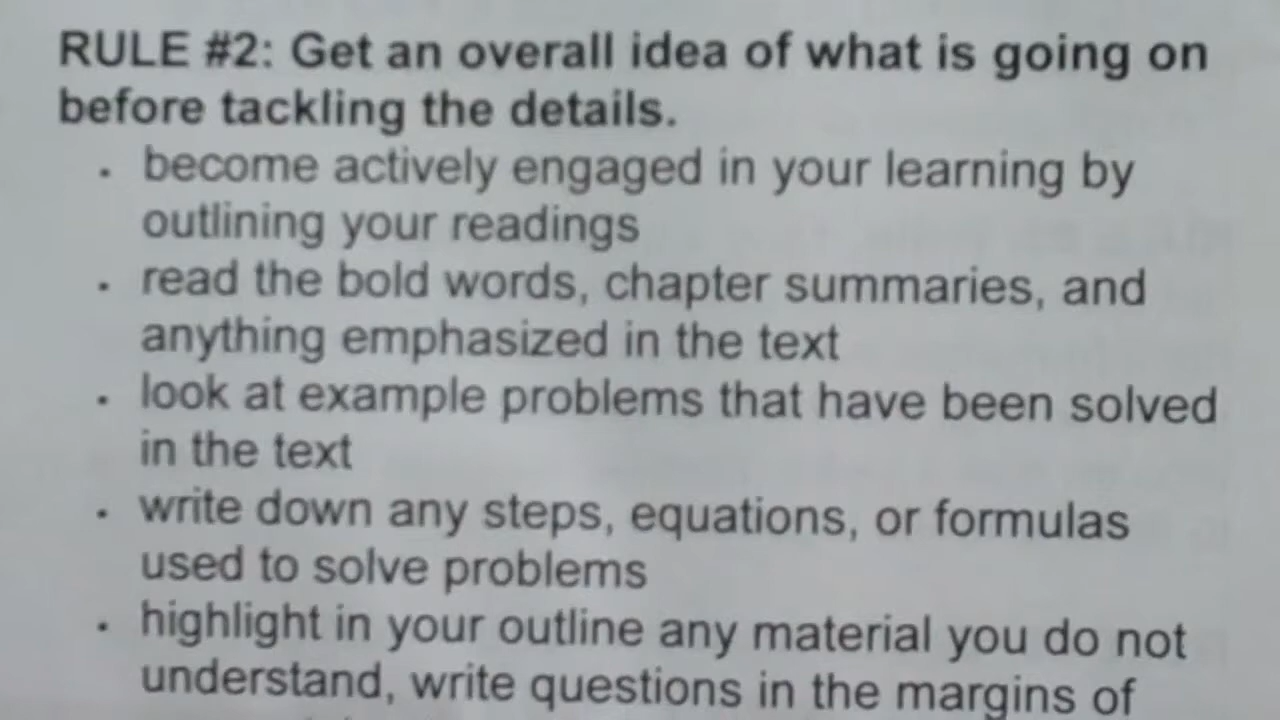 RULE #2: Get an overall idea of what is going on
before tackling the details.
· become actively engaged in your learning by
outlining your readings
· read the bold words, chapter summaries, and
anything emphasized in the text
· look at example problems that have been solved
in the text
· write down any steps, equations, or formulas
used to solve problems
· highlight in your outline any material you do not
understand, write questions in the margins of